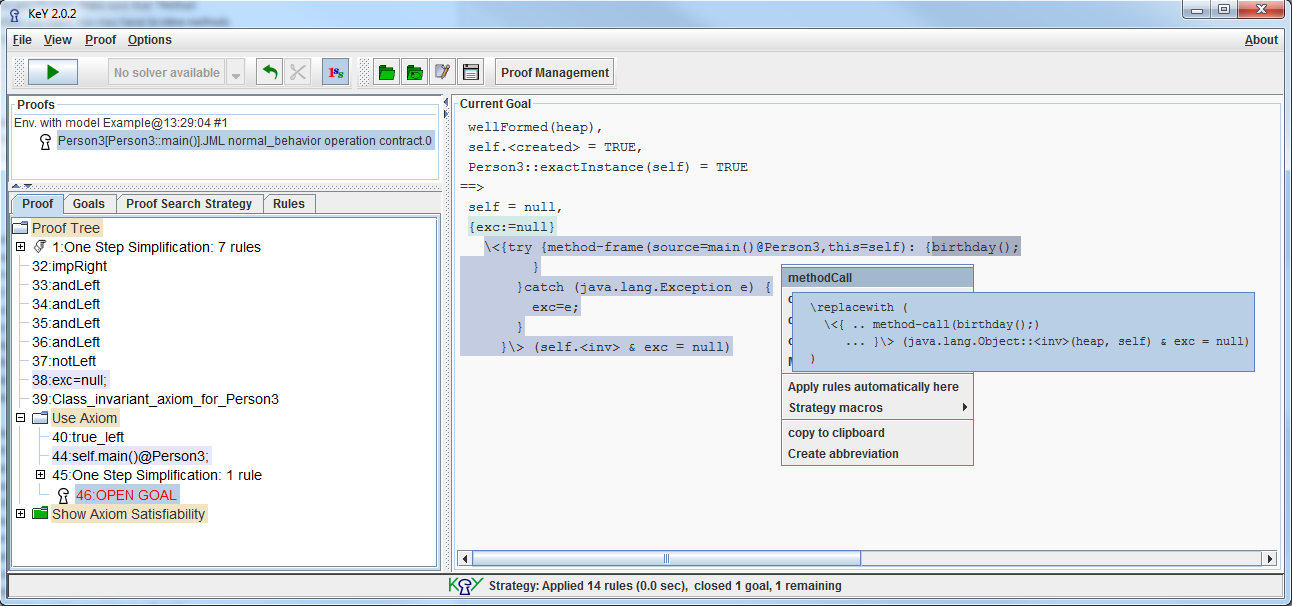 KeY 2.0.2
File View Proof Options About
No solver available
Proof Management
Proofs
Env. with model Example@13:29:04 #1
Person3[Person3::main()].JML normal_behavior operation contract.0
Proof Goals Proof Search Strategy Rules
Proof Tree
1:One Step Simplification: 7 rules
32:impRight
33:andLeft
34:andLeft
35:andLeft
36:andLeft
37:notLeft
38:exc=null;
39:Class_invariant_axiom_for_Person3
Use Axiom
40:true_left
44:self.main()@Person3;
45:One Step Simplification: 1 rule
46:OPEN GOAL
Show Axiom Satisfiability
Current Goal
wellFormed(heap),
self.<created> = TRUE,
Person3::exactInstance(self) = TRUE
==>
self = null,
{exc:=null}
\<{try {method-frame(source=main()@Person3,this=self): {birthday();
}
}catch (java.lang.Exception e) {
exc=e;
}
}\> (self.<inv> & exc = null)
methodCall
\replacewith (
\<{ .. method-call(birthday();)
... }\> (java.lang.Object::<inv>(heap, self) & exc = null)
)
Apply rules automatically here
Strategy macros
copy to clipboard
Create abbreviation
KeY Strategy: Applied 14 rules (0.0 sec), closed 1 goal, 1 remaining